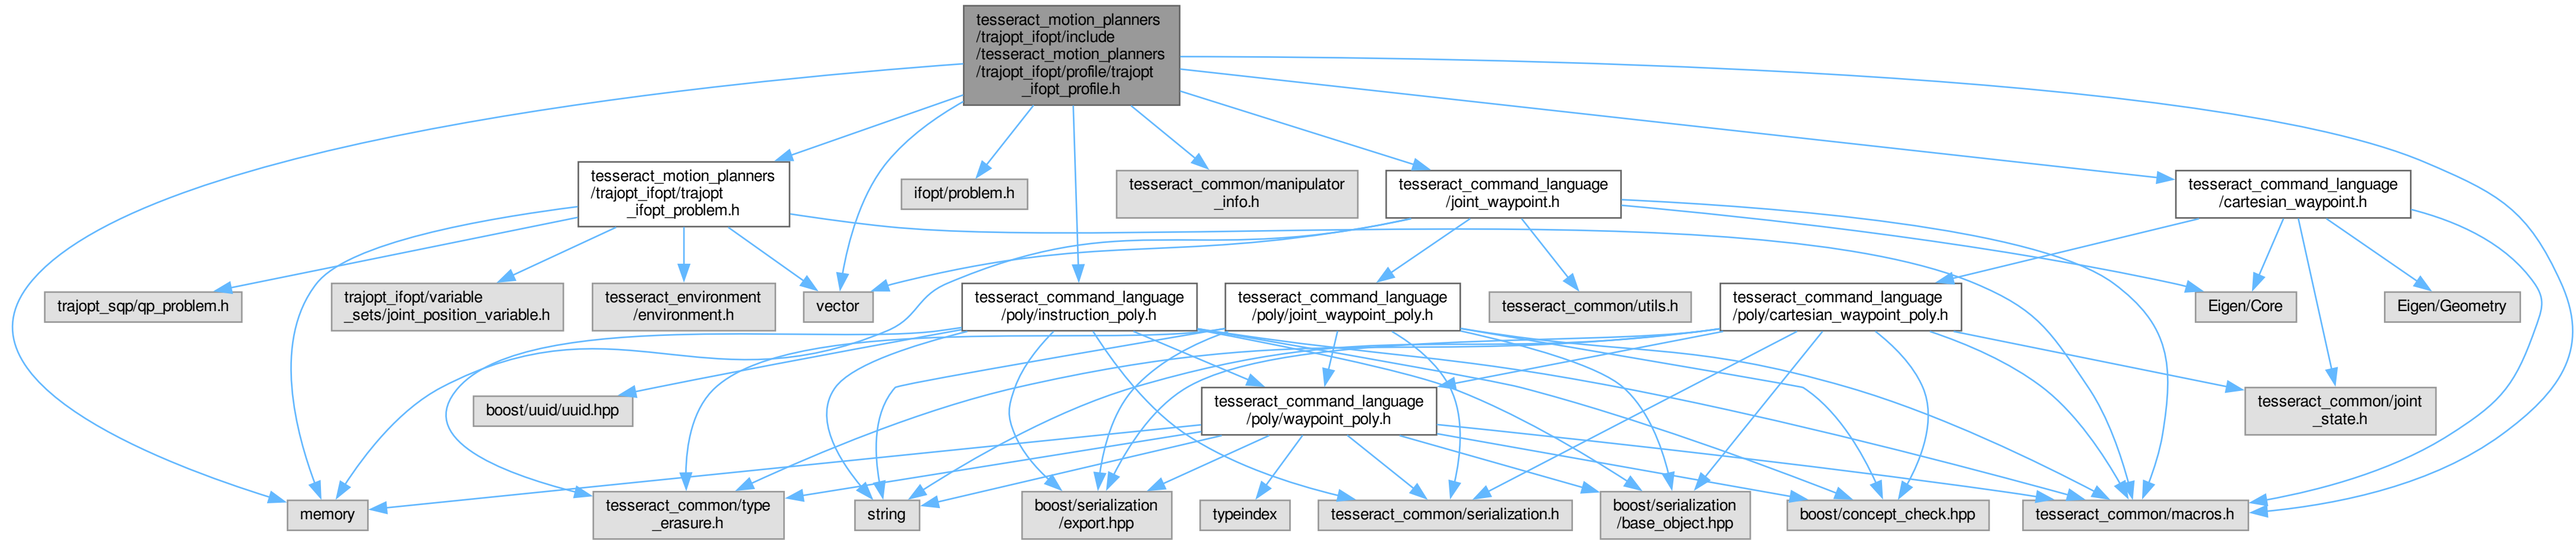 tesseract_motion_planners
/trajopt_ifopt/include
/tesseract_motion_planners
/trajopt_ifopt/profile/trajopt
_ifopt_profile.h
tesseract_motion_planners
/trajopt_ifopt/trajopt
_ifopt_problem.h
ifopt/problem.h
tesseract_common/manipulator
_info.h
tesseract_command_language
/joint_waypoint.h
tesseract_command_language
/cartesian_waypoint.h
trajopt_sqp/qp_problem.h
trajopt_ifopt/variable
_sets/joint_position_variable.h
tesseract_environment
/environment.h
vector
tesseract_command_language
/poly/instruction_poly.h
tesseract_command_language
/poly/joint_waypoint_poly.h
tesseract_common/utils.h
tesseract_command_language
/poly/cartesian_waypoint_poly.h
Eigen/Core
Eigen/Geometry
boost/uuid/uuid.hpp
tesseract_command_language
/poly/waypoint_poly.h
tesseract_common/joint
_state.h
memory
tesseract_common/type
_erasure.h
string
boost/serialization
/export.hpp
typeindex
tesseract_common/serialization.h
boost/serialization
/base_object.hpp
boost/concept_check.hpp
tesseract_common/macros.h